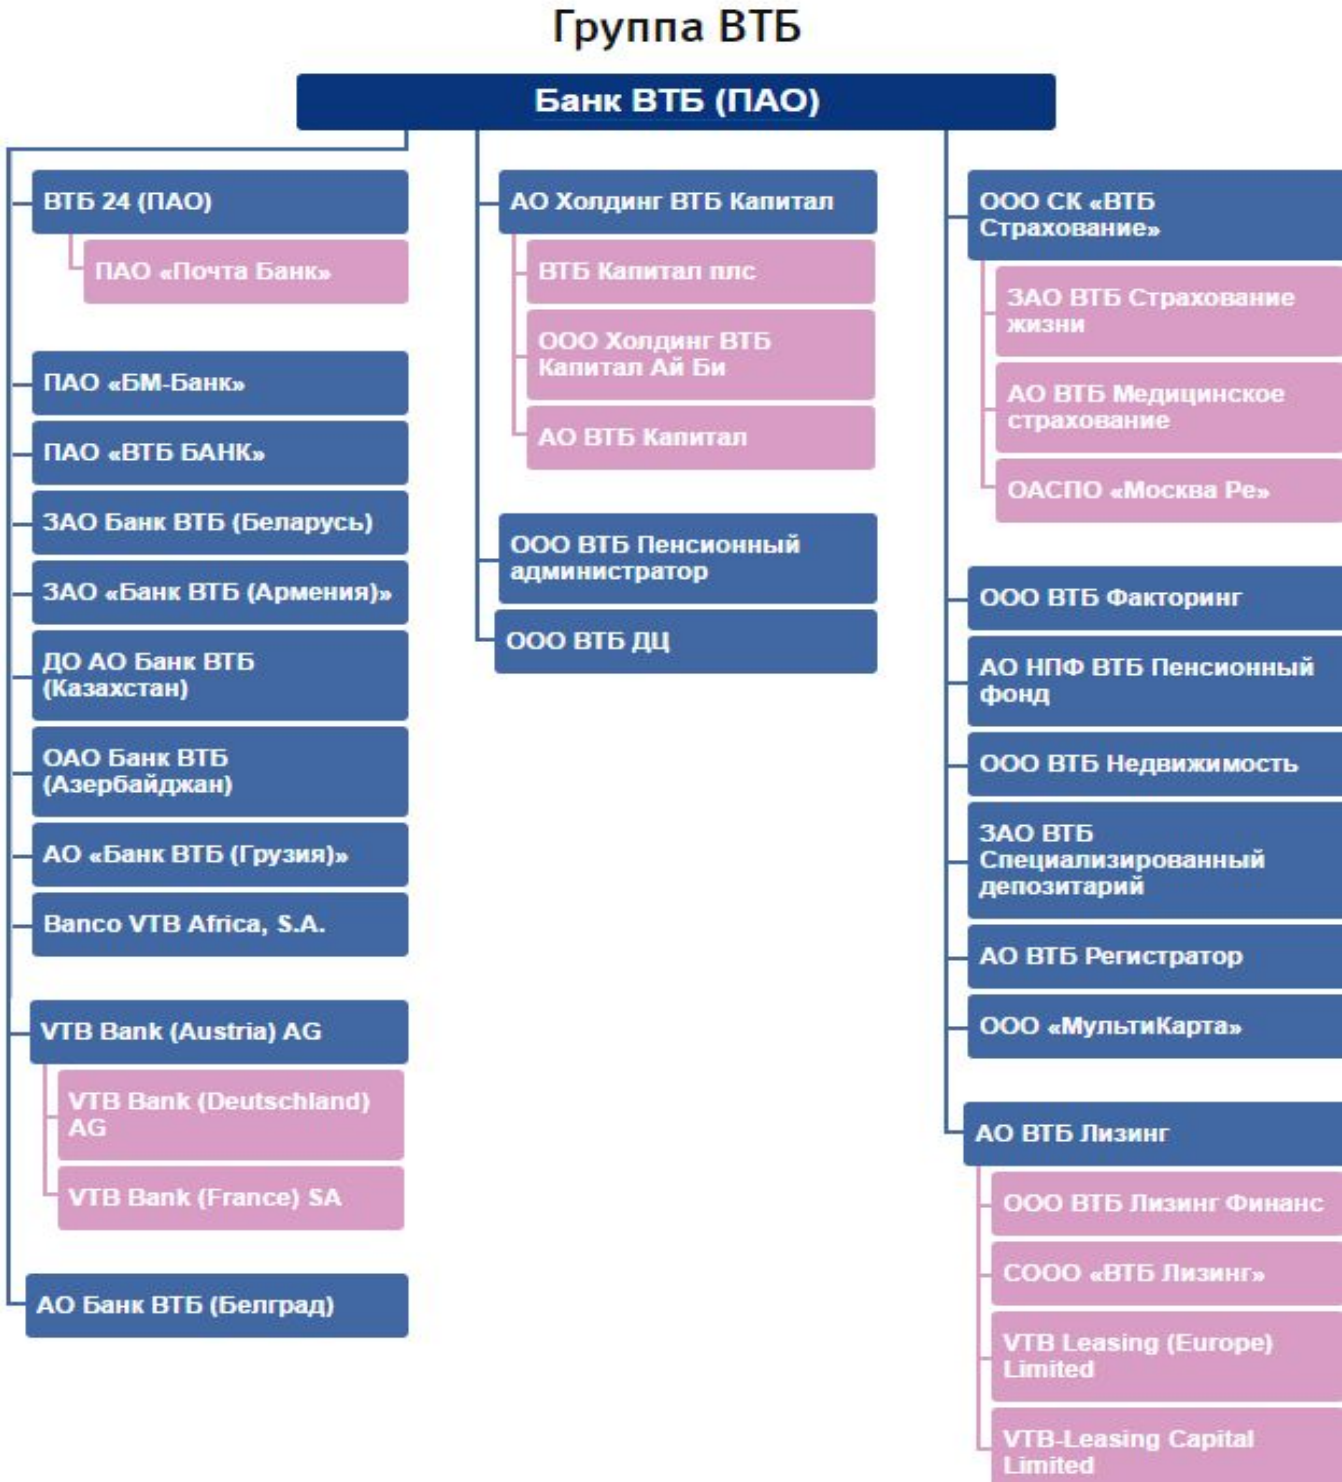 Группа ВТБ
Банк ВТБ (ПАО)
ВТБ 24 (ПАО)
ПАО «Почта Банк»
ПАО «БМ-Банк»
ПАО «ВТБ БАНК»
ЗАО Банк ВТБ (Беларусь)
ЗАО «Банк ВТБ (Армения)»
ДО АО Банк ВТБ
(Казахстан)
ОАО Банк ВТБ
(Азербайджан)
АО «Банк ВТБ (Грузия)»
Banco VTB Africa, S.A.
VTB Bank (Austria) AG
VTB Bank (Deutschland)
AG
VTB Bank (France) SA
АО Банк ВТБ (Белград)
АО Холдинг ВТБ Капитал
ВТБ Капитал плс
ООО Холдинг ВТБ
Капитал Ай Би
АО ВТБ Капитал
ООО ВТБ Пенсионный
администратор
ООО ВТБ ДЦ
ООО СК «ВТБ
Страхование»
ЗАО ВТБ Страхование
жизни
АО ВТБ Медицинское
страхование
ОАСПО «Москва Ре»
ООО ВТБ Факторинг
АО НПФ ВТБ Пенсионный
фонд
ООО ВТБ Недвижимость
ЗАО ВТБ
Специализированный
депозитарий
АО ВТБ Регистратор
ООО «МультиКарта»
АО ВТБ Лизинг
ООО ВТБ Лизинг Финанс
СООО «ВТБ Лизинг»
VTB Leasing (Europe)
Limited
VTB-Leasing Capital
Limited